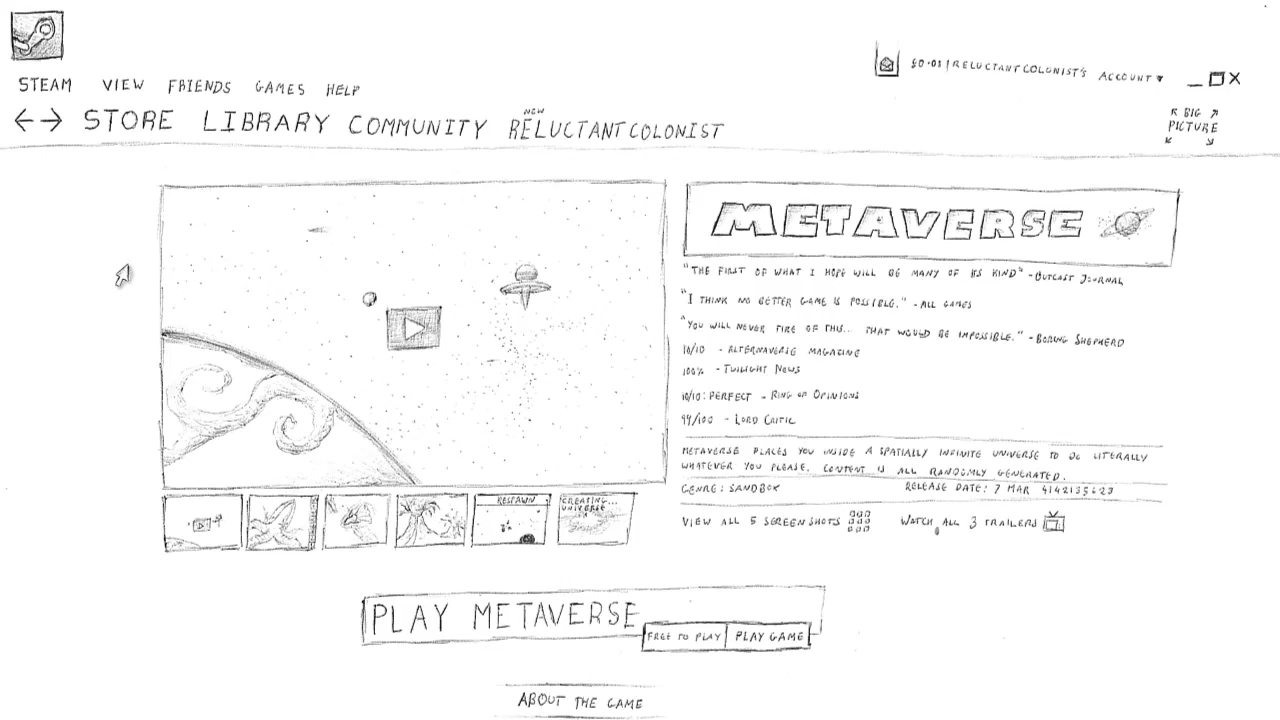 STEAM VIEW FRIENDS GAMES HELP
$0.03 | RELUCTANTCOLONIST'S ACCOUNT
STORE LIBRARY COMMUNITY RELUCTANTCOLONIST
NEW
BIG
PICTURE
METAVERSE
"THE FIRST OF WHAT I HOPE WILL BE MANY OF ITS KIND" - OUTCAST JOURNAL
"I THINK NO BETTER GAME IS POSSIBLE." - ALL GAMES
"YOU WILL NEVER TIRE OF THIS... THAT WOULD BE IMPOSSIBLE." - BORING SHEPHERD
10/10 - ALTERNAVERSE MAGAZINE
100% - TWILIGHT NEWS
10/10: PERFECT - RING OF OPINIONS
99/100 - LORD CRITIC
METAVERSE PLACES YOU INSIDE A SPATIALLY INFINITE UNIVERSE TO DO LITERALLY
WHATEVER YOU PLEASE. CONTENT IS ALL RANDOMLY GENERATED.
GENRE: SANDBOX
RELEASE DATE: 7 MAR
VIEW ALL 5 SCREENSHOTS
WATCH ALL 3 TRAILERS
RESPAWN
CREATING...
UNIVERSE
PLAY METAVERSE
FREE TO PLAY PLAY GAME
ABOUT THE GAME